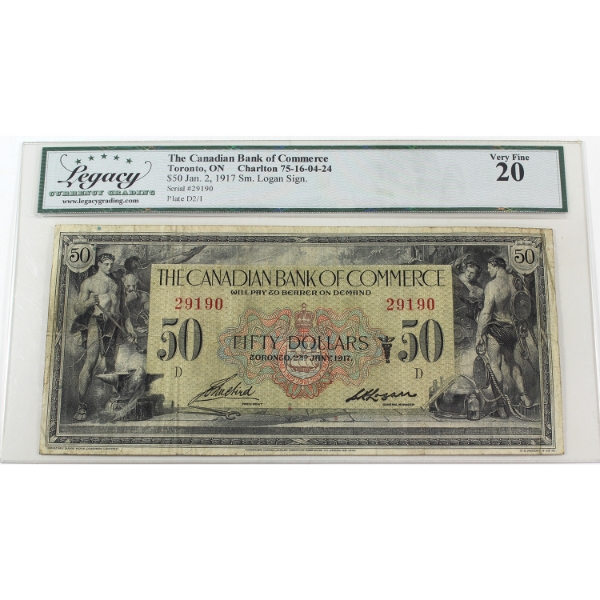 Legacy
CURRENCY GRADING
www.legacygrading.com
The Canadian Bank of Commerce
Toronto, ON Charlton 75-16-04-24
$50 Jan. 2, 1917 Sm. Logan Sign.
Serial #29190
Plate D2/1
Very Fine
20
50
50
THE CANADIAN BANK OF COMMERCE
WILL PAY TO BEARER ON DEMAND
29190
29190
50
FIFTY DOLLARS
50
TORONTO, 2ND JANY 1917.
D
D